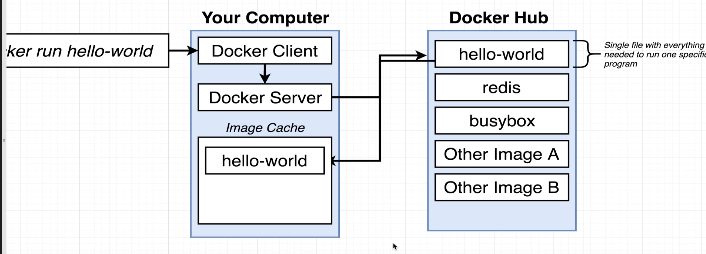 Your Computer
Docker Hub
ker run hello-world
Docker Client
Docker Server
Image Cache
hello-world
hello-world
redis
busybox
Other Image A
Other Image B
Single file with everything
needed to run one specific
program